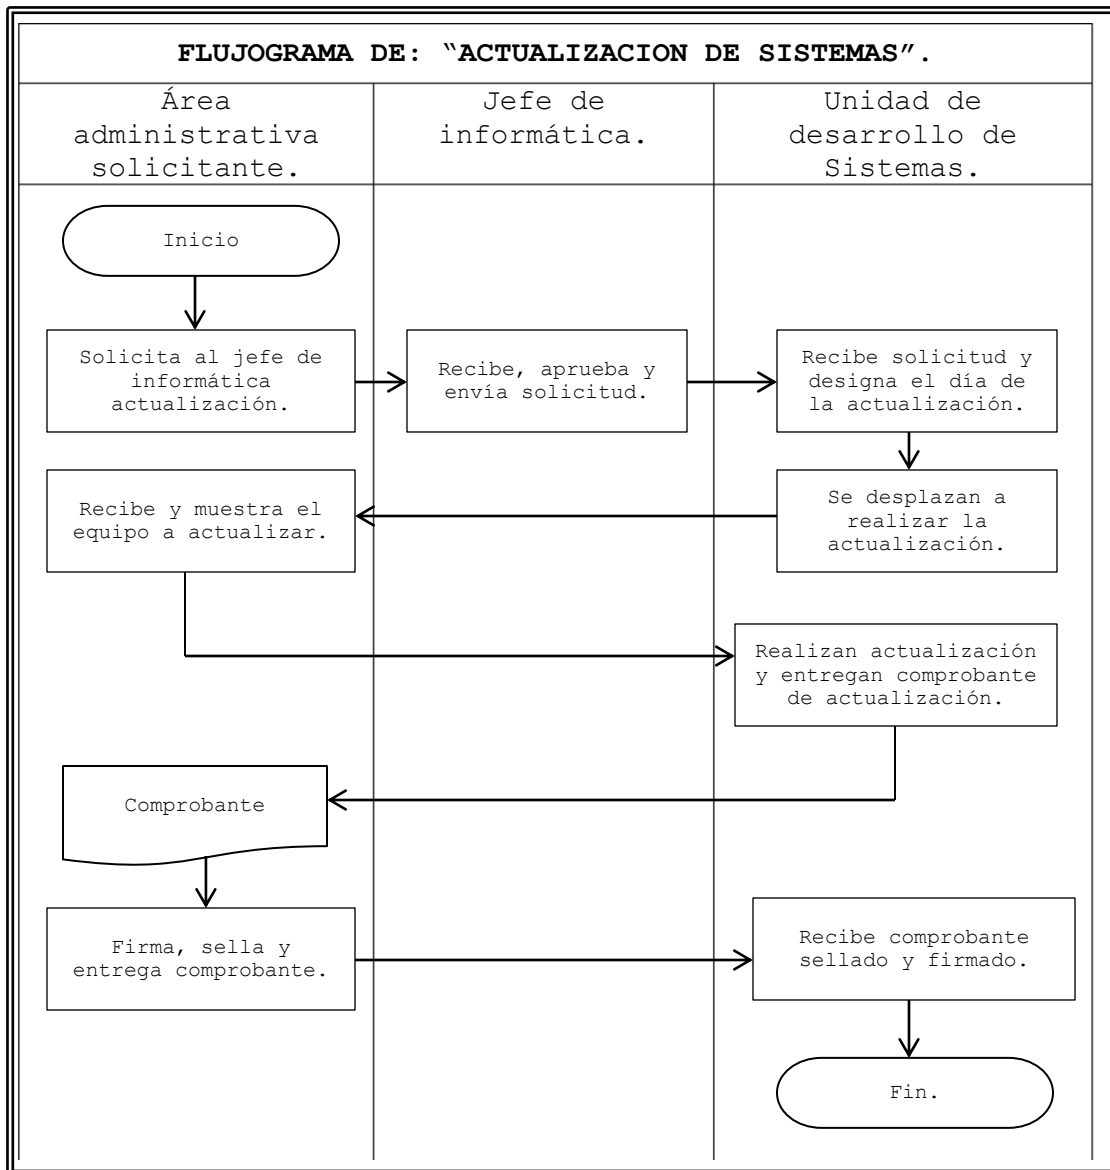 FLUJOGRAMA DE: “ACTUALIZACION DE SISTEMAS”.
Área
administrativa
solicitante.
Jefe de
informática.
Unidad de
desarrollo de
Sistemas.
Inicio
Solicita al jefe de
informática
actualización.
Recibe, aprueba y
envía solicitud.
Recibe solicitud y
designa el día de
la actualización.
Se desplazan a
realizar la
actualización.
Recibe y muestra el
equipo a actualizar.
Realizan actualización
y entregan comprobante
de actualización.
Comprobante
Firma, sella y
entrega comprobante.
Recibe comprobante
sellado y firmado.
Fin.